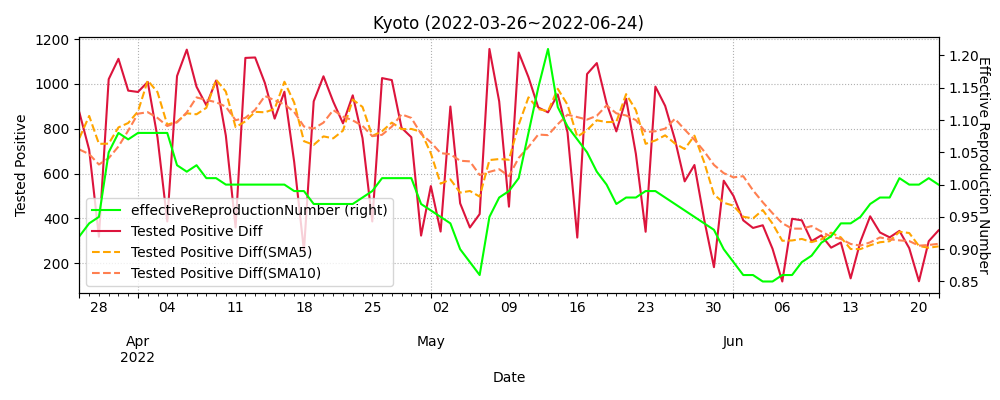 Kyoto (2022-03-26~2022-06-24)
1200
1000
800
600
400
200
Tested Positive
1.20
1.15
1.10
1.05
1.00
0.95
0.90
0.85
Effective Reproduction Number
effectiveReproductionNumber (right)
Tested Positive Diff
Tested Positive Diff(SMA5)
Tested Positive Diff(SMA10)
28 04 11 18 25 02 09 16 23 30 06 13 20
Apr May Jun
2022
Date